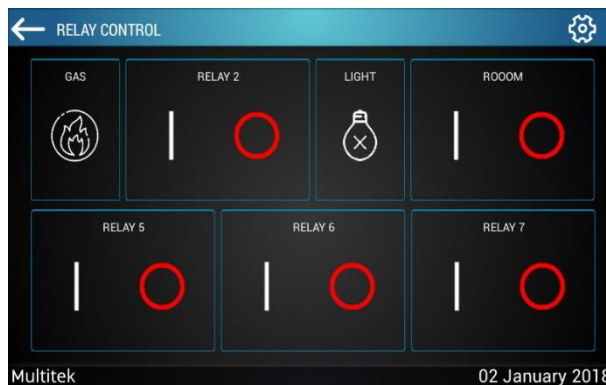 RELAY CONTROL
GAS
RELAY 2
LIGHT
ROOOM
RELAY 5
RELAY 6
RELAY 7
Multitek
02 January 2018